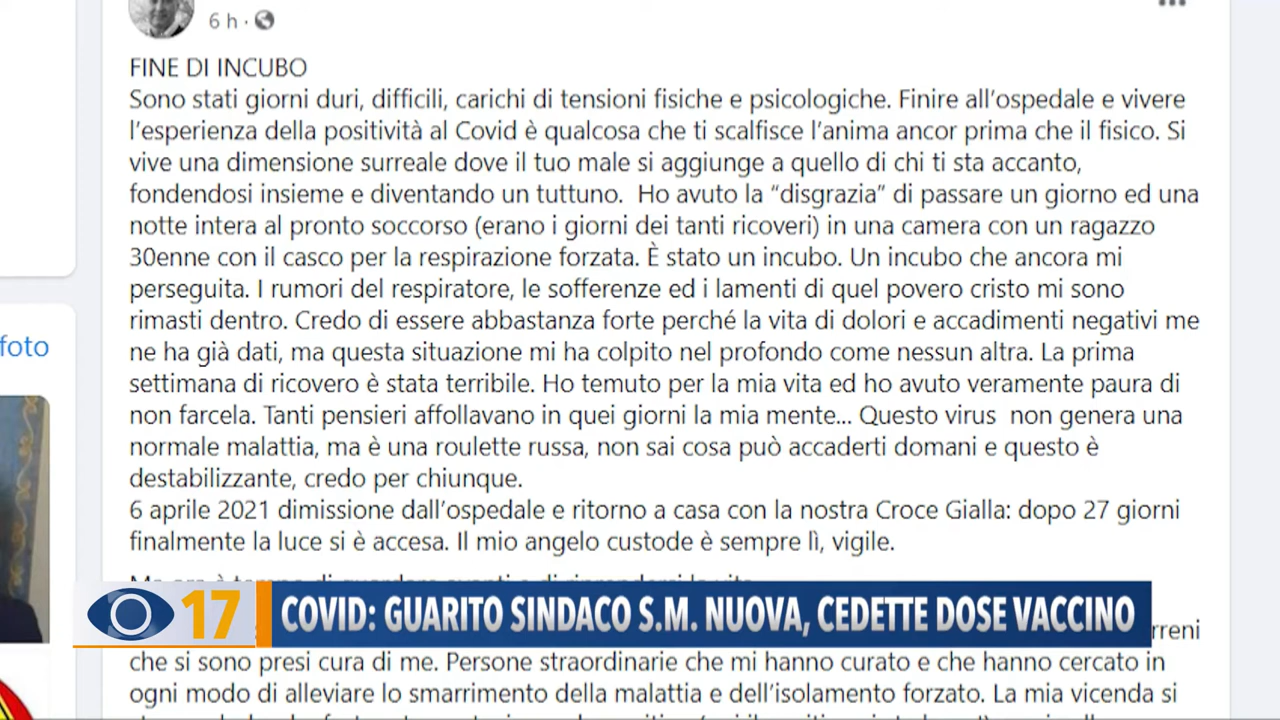 6 h ·
FINE DI INCUBO
Sono stati giorni duri, difficili, carichi di tensioni fisiche e psicologiche. Finire all’ospedale e vivere
l’esperienza della positività al Covid è qualcosa che ti scalfisce l’anima ancor prima che il fisico. Si
vive una dimensione surreale dove il tuo male si aggiunge a quello di chi ti sta accanto,
fondendosi insieme e diventando un tuttuno. Ho avuto la “disgrazia” di passare un giorno ed una
notte intera al pronto soccorso (erano i giorni dei tanti ricoveri) in una camera con un ragazzo
30enne con il casco per la respirazione forzata. È stato un incubo. Un incubo che ancora mi
perseguita. I rumori del respiratore, le sofferenze ed i lamenti di quel povero cristo mi sono
rimasti dentro. Credo di essere abbastanza forte perché la vita di dolori e accadimenti negativi me
ne ha già dati, ma questa situazione mi ha colpito nel profondo come nessun altra. La prima
settimana di ricovero è stata terribile. Ho temuto per la mia vita ed ho avuto veramente paura di
non farcela. Tanti pensieri affollavano in quei giorni la mia mente... Questo virus non genera una
normale malattia, ma è una roulette russa, non sai cosa può accaderti domani e questo è
destabilizzante, credo per chiunque.
6 aprile 2021 dimissione dall’ospedale e ritorno a casa con la nostra Croce Gialla: dopo 27 giorni
finalmente la luce si è accesa. Il mio angelo custode è sempre lì, vigile.
foto
17 COVID: GUARITO SINDACO S.M. NUOVA, CEDETTE DOSE VACCINO
rreni
che si sono presi cura di me. Persone straordinarie che mi hanno curato e che hanno cercato in
ogni modo di alleviare lo smarrimento della malattia e dell’isolamento forzato. La mia vicenda si